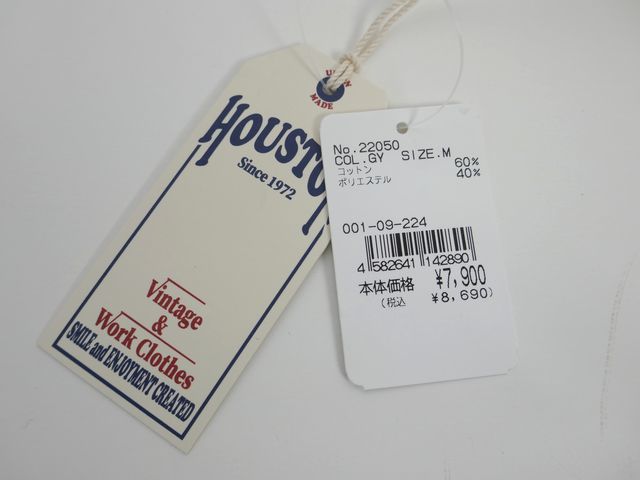 UNION
MADE
HOUSTO
Since 1972
Vintage
&
Work Clothes
SMILE and ENJOYMENT CREATED
No.22050
COL.GY SIZE.M
コットン 60%
ポリエステル 40%
001-09-224
4 582641 142890
本体価格 ¥7,900
(税込 ¥8,690)